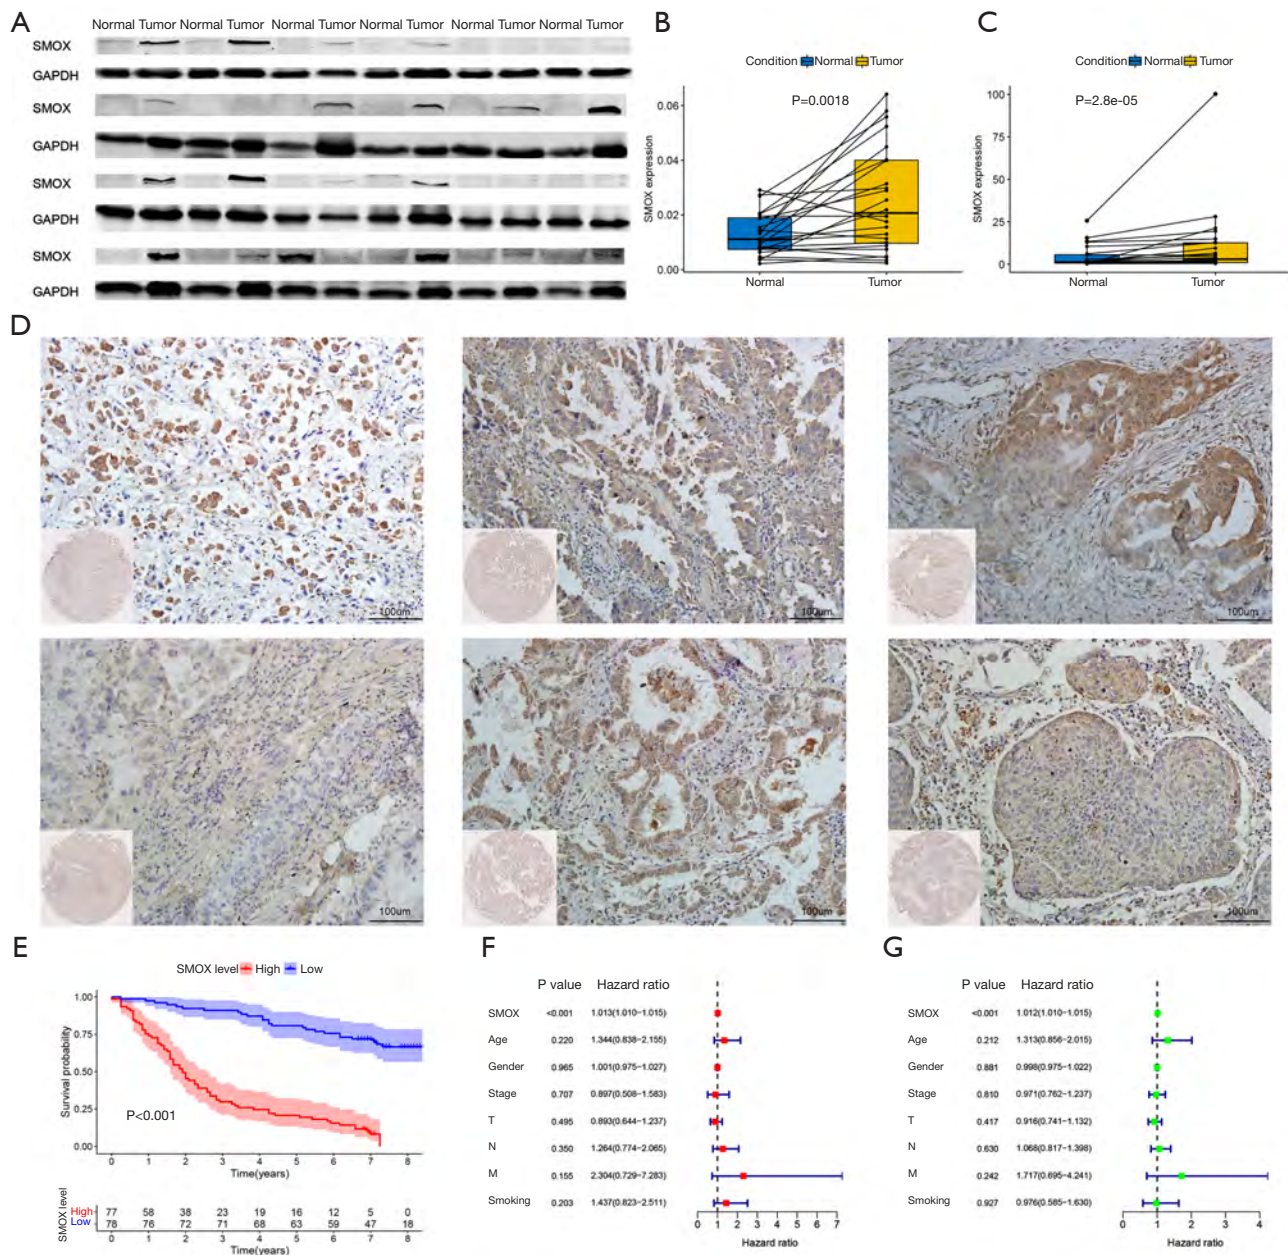 A
Normal Tumor Normal Tumor Normal Tumor Normal Tumor Normal Tumor Normal Tumor
SMOX
GAPDH
SMOX
GAPDH
SMOX
GAPDH
SMOX
GAPDH
B
Condition Normal Tumor
P=0.0018
SMOX expression
0.06
0.04
0.02
0.00
Normal Tumor
C
Condition Normal Tumor
P=2.8e-05
SMOX expression
100
75
50
25
0
Normal Tumor
D
100um
100um
100um
100um
100um
100um
E
SMOX level High Low
Survival probability
1.00
0.75
0.50
0.25
0.00
P<0.001
0 1 2 3 4 5 6 7 8
Time(years)
SMOX level
High 77 58 38 23 19 16 12 5 0
Low 78 76 72 71 68 63 59 47 18
0 1 2 3 4 5 6 7 8
Time(years)
F
P value Hazard ratio
SMOX <0.001 1.013(1.010−1.015)
Age 0.220 1.344(0.838−2.155)
Gender 0.965 1.001(0.975−1.027)
Stage 0.707 0.897(0.508−1.583)
T 0.495 0.893(0.644−1.237)
N 0.350 1.264(0.774−2.065)
M 0.155 2.304(0.729−7.283)
Smoking 0.203 1.437(0.823−2.511)
0 1 2 3 4 5 6 7
Hazard ratio
G
P value Hazard ratio
SMOX <0.001 1.012(1.010−1.015)
Age 0.212 1.313(0.856−2.015)
Gender 0.881 0.998(0.975−1.022)
Stage 0.810 0.971(0.762−1.237)
T 0.417 0.916(0.741−1.132)
N 0.630 1.068(0.817−1.398)
M 0.242 1.717(0.695−4.241)
Smoking 0.927 0.976(0.585−1.630)
0 1 2 3 4
Hazard ratio